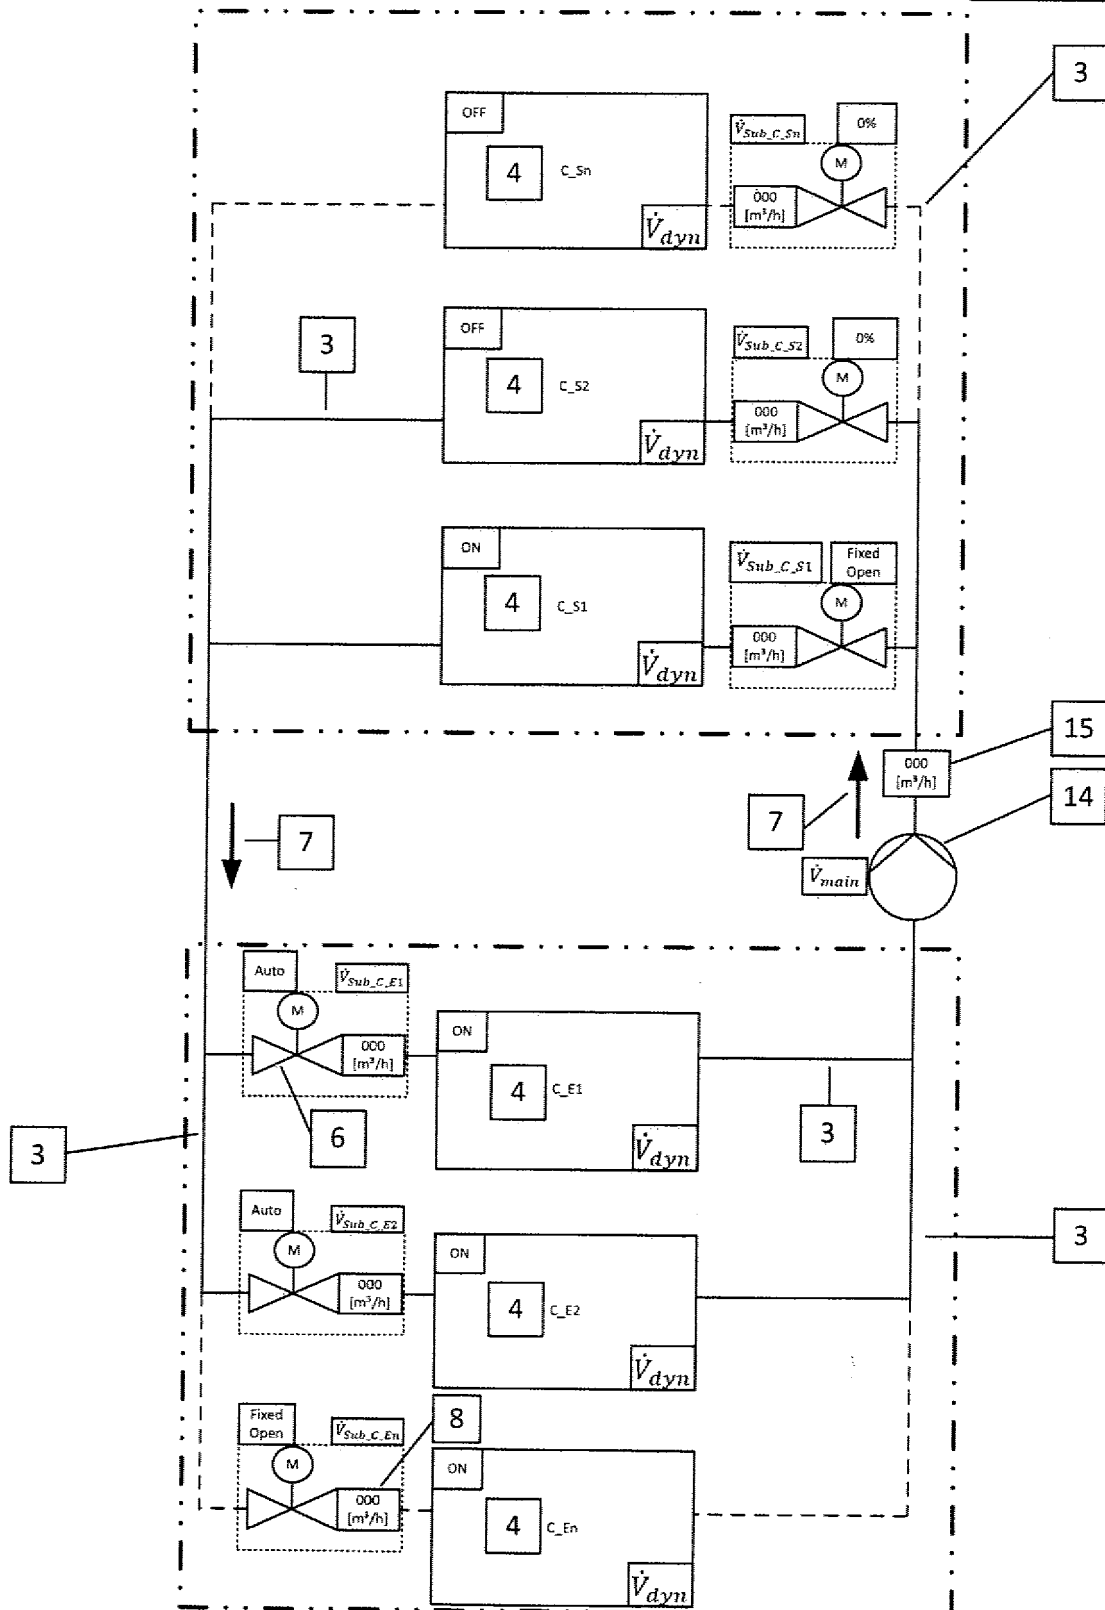 3
OFF
4
C_Sn
V̇dyn
V̇Sub_C_Sn
0%
M
000
[m³/h]
3
OFF
4
C_S2
V̇dyn
V̇Sub_C_S2
0%
M
000
[m³/h]
ON
4
C_S1
V̇dyn
V̇Sub_C_S1
Fixed
Open
M
000
[m³/h]
15
000
[m³/h]
14
7
7
V̇main
Auto
V̇Sub_C_E1
M
000
[m³/h]
6
ON
4
C_E1
V̇dyn
3
3
Auto
V̇Sub_C_E2
M
000
[m³/h]
ON
4
C_E2
V̇dyn
3
Fixed
Open
V̇Sub_C_En
8
M
000
[m³/h]
ON
4
C_En
V̇dyn